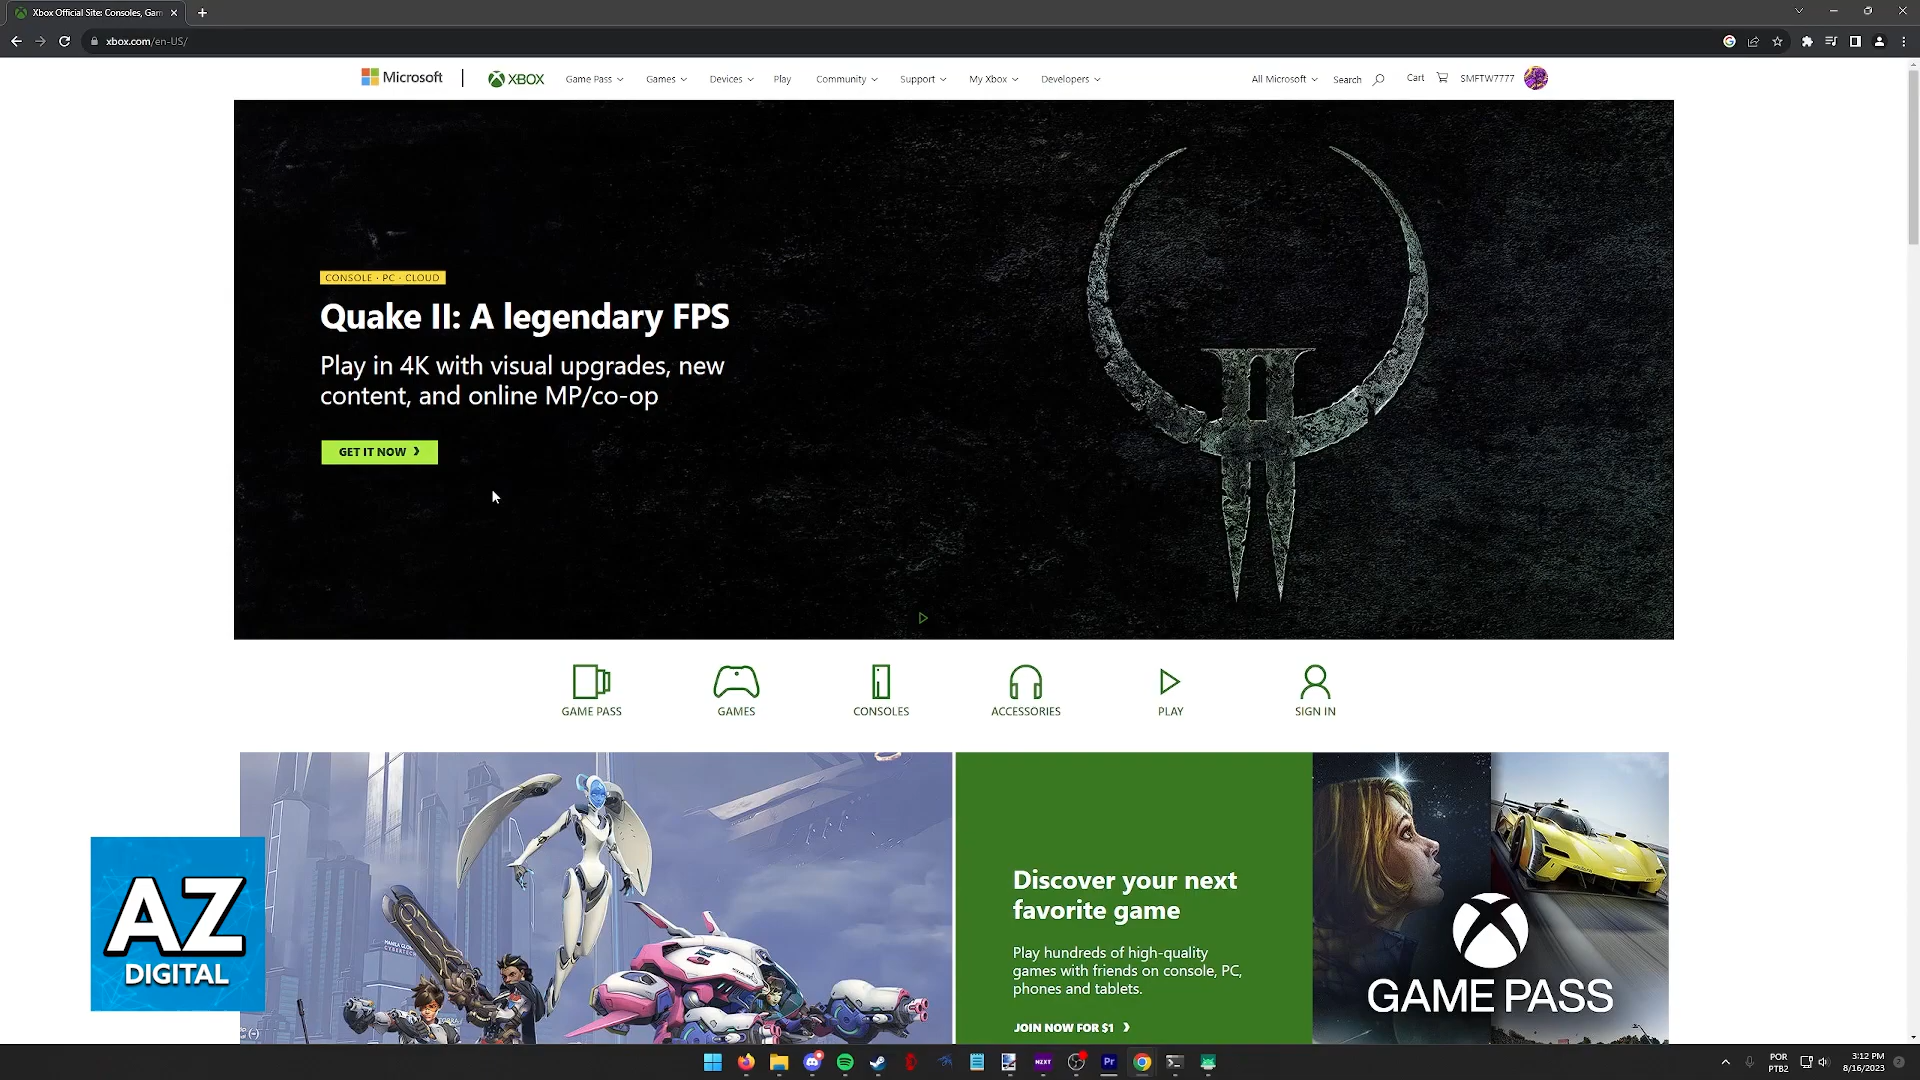 Xbox Official Site: Consoles, Gam
xbox.com/en-US/
Microsoft
XBOX
Game Pass
Games
Devices
Play
Community
Support
My Xbox
Developers
All Microsoft
Search
Cart
SMFTW7777
CONSOLE · PC · CLOUD
Quake II: A legendary FPS
Play in 4K with visual upgrades, new
content, and online MP/co-op
GET IT NOW
GAME PASS
GAMES
CONSOLES
ACCESSORIES
PLAY
SIGN IN
Discover your next
favorite game
Play hundreds of high-quality
games with friends on console, PC,
phones and tablets.
JOIN NOW FOR $1
GAME PASS
AZ
DIGITAL
NZXT
Pr
POR
PTB2
3:12 PM
8/16/2023